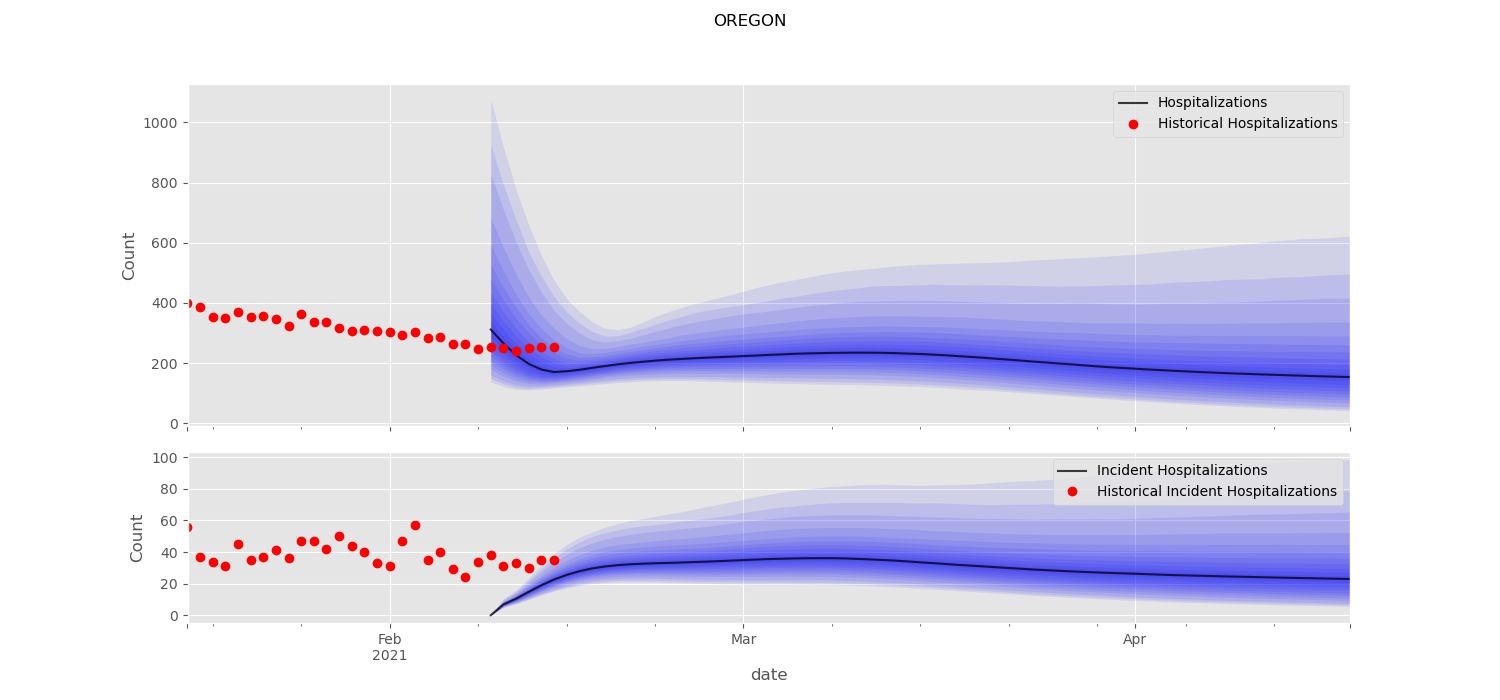 OREGON
Hospitalizations
Historical Hospitalizations
1000
800
600
400
200
0
Count
Incident Hospitalizations
Historical Incident Hospitalizations
100
80
60
40
20
0
Count
Feb
2021
Mar
Apr
date